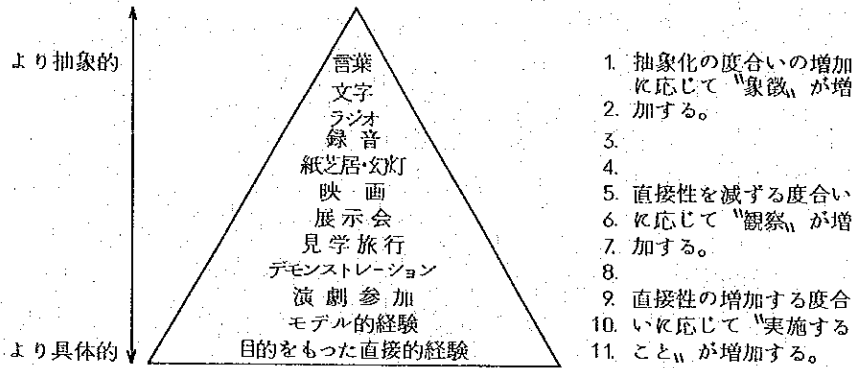 より抽象的
言葉
文字
ラジオ
録音
紙芝居・幻灯
映画
展示会
見学旅行
デモンストレーション
演劇参加
モデル的経験
目的をもった直接的経験
より具体的
1. 抽象化の度合いの増加
に応じて〝象徴〟が増
2. 加する。
3.
4.
5. 直接性を減ずる度合い
6. に応じて〝観察〟が増
7. 加する。
8.
9. 直接性の増加する度合
10. いに応じて〝実施する
11. こと〟が増加する。